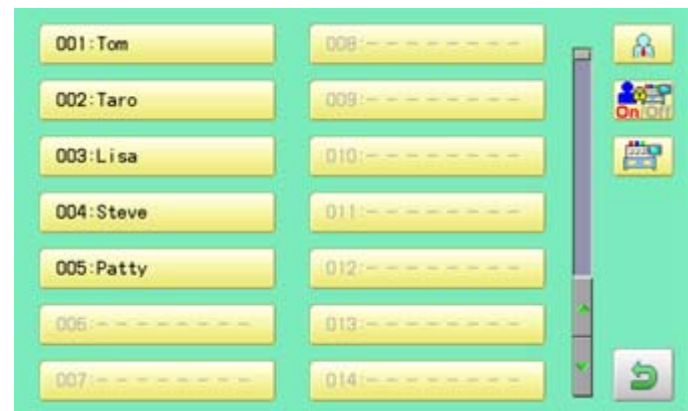 001:Tom
002:Taro
003:Lisa
004:Steve
005:Patty
006:--------
007:--------
008:--------
009:--------
010:--------
011:--------
012:--------
013:--------
014:--------
On/Off